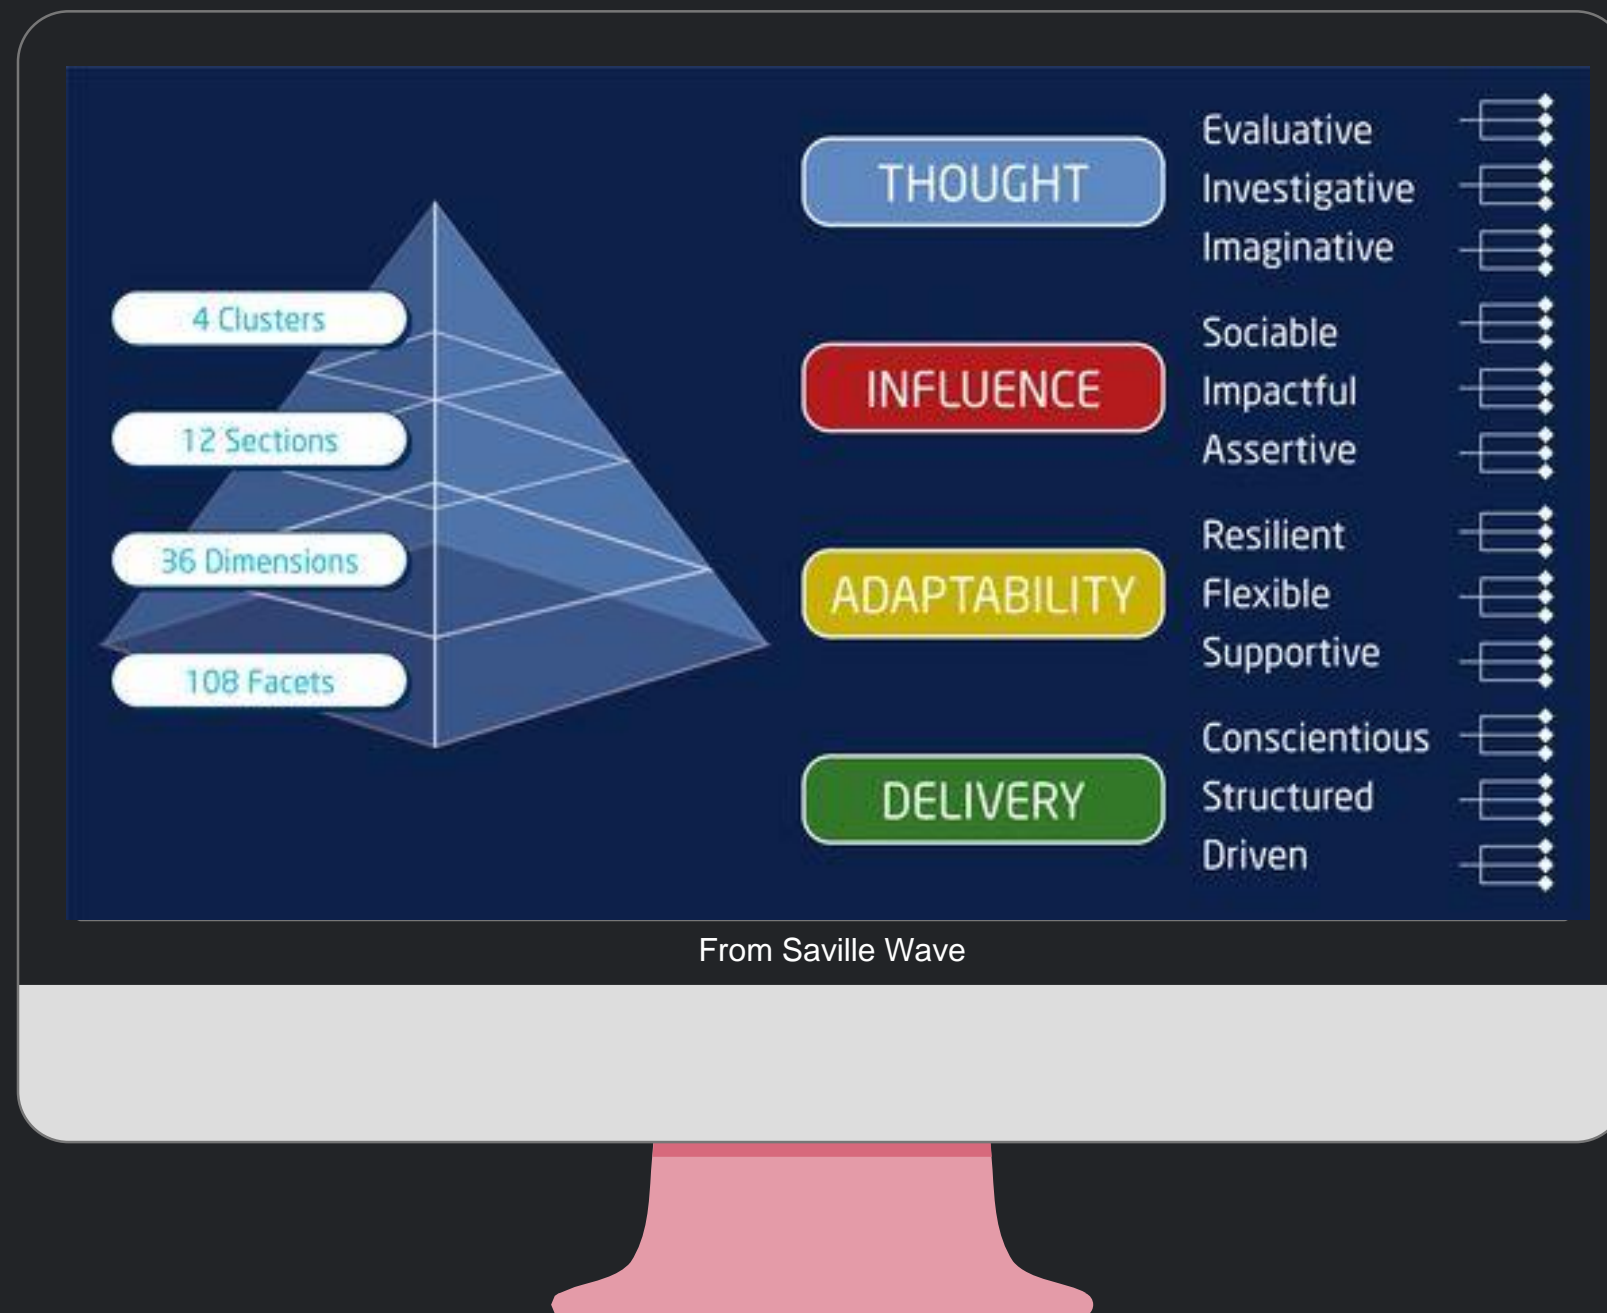 4 Clusters
12 Sections
36 Dimensions
108 Facets
THOUGHT
Evaluative
Investigative
Imaginative
INFLUENCE
Sociable
Impactful
Assertive
ADAPTABILITY
Resilient
Flexible
Supportive
DELIVERY
Conscientious
Structured
Driven
From Saville Wave